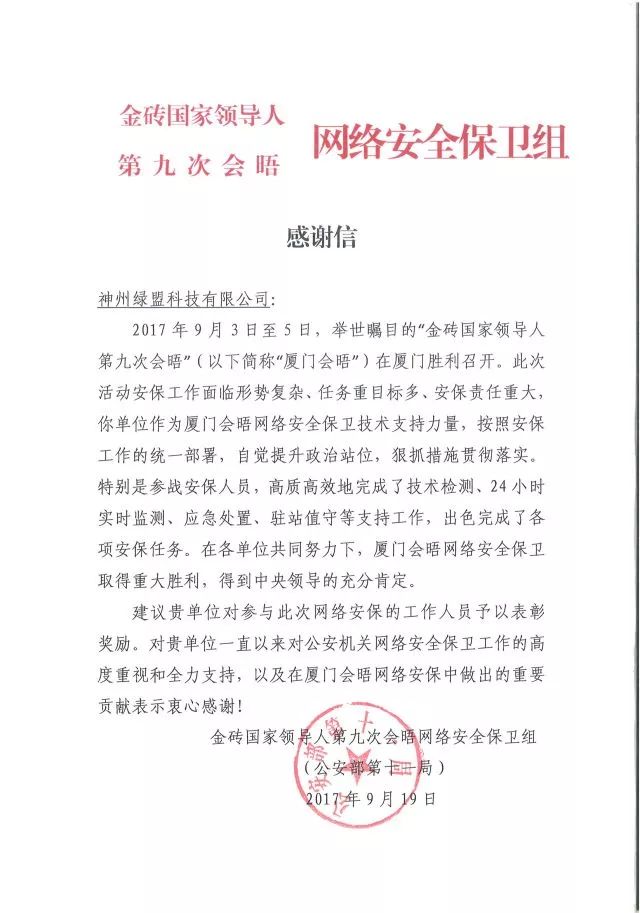 金砖国家领导人
第九次会晤
网络安全保卫组
感谢信
神州绿盟科技有限公司：
2017年9月3日至5日，举世瞩目的“金砖国家领导人
第九次会晤”（以下简称“厦门会晤”）在厦门胜利召开。此次
活动安保工作面临形势复杂、任务重目标多、安保责任重大，
你单位作为厦门会晤网络安全保卫技术支持力量，按照安保
工作的统一部署，自觉提升政治站位，狠抓措施贯彻落实。
特别是参战安保人员，高质高效地完成了技术检测、24小时
实时监测、应急处置、驻站值守等支持工作，出色完成了各
项安保任务。在各单位共同努力下，厦门会晤网络安全保卫
取得重大胜利，得到中央领导的充分肯定。
建议贵单位对参与此次网络安保的工作人员予以表彰
奖励。对贵单位一直以来对公安机关网络安全保卫工作的高
度重视和全力支持，以及在厦门会晤网络安保中做出的重要
贡献表示衷心感谢！
金砖国家领导人第九次会晤网络安全保卫组
（公安部第十一局）
2017年9月19日
公安部第十一局